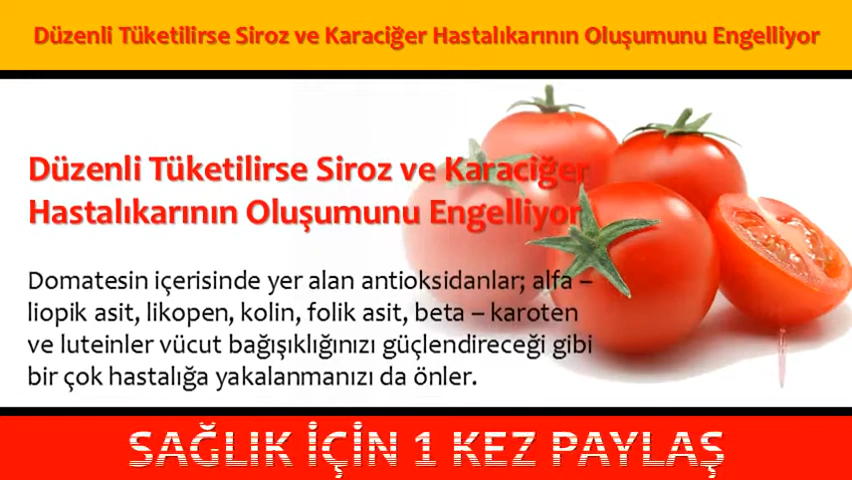 Düzenli Tüketilirse Siroz ve Karaciğer Hastalıkarının Oluşumunu Engelliyor
Düzenli Tüketilirse Siroz ve Karaciğer
Hastalıkarının Oluşumunu Engelliyor
Domatesin içerisinde yer alan antioksidanlar; alfa –
liopik asit, likopen, kolin, folik asit, beta – karoten
ve luteinler vücut bağışıklığınızı güçlendireceği gibi
bir çok hastalığa yakalanmanızı da önler.
SAĞLIK İÇİN 1 KEZ PAYLAŞ